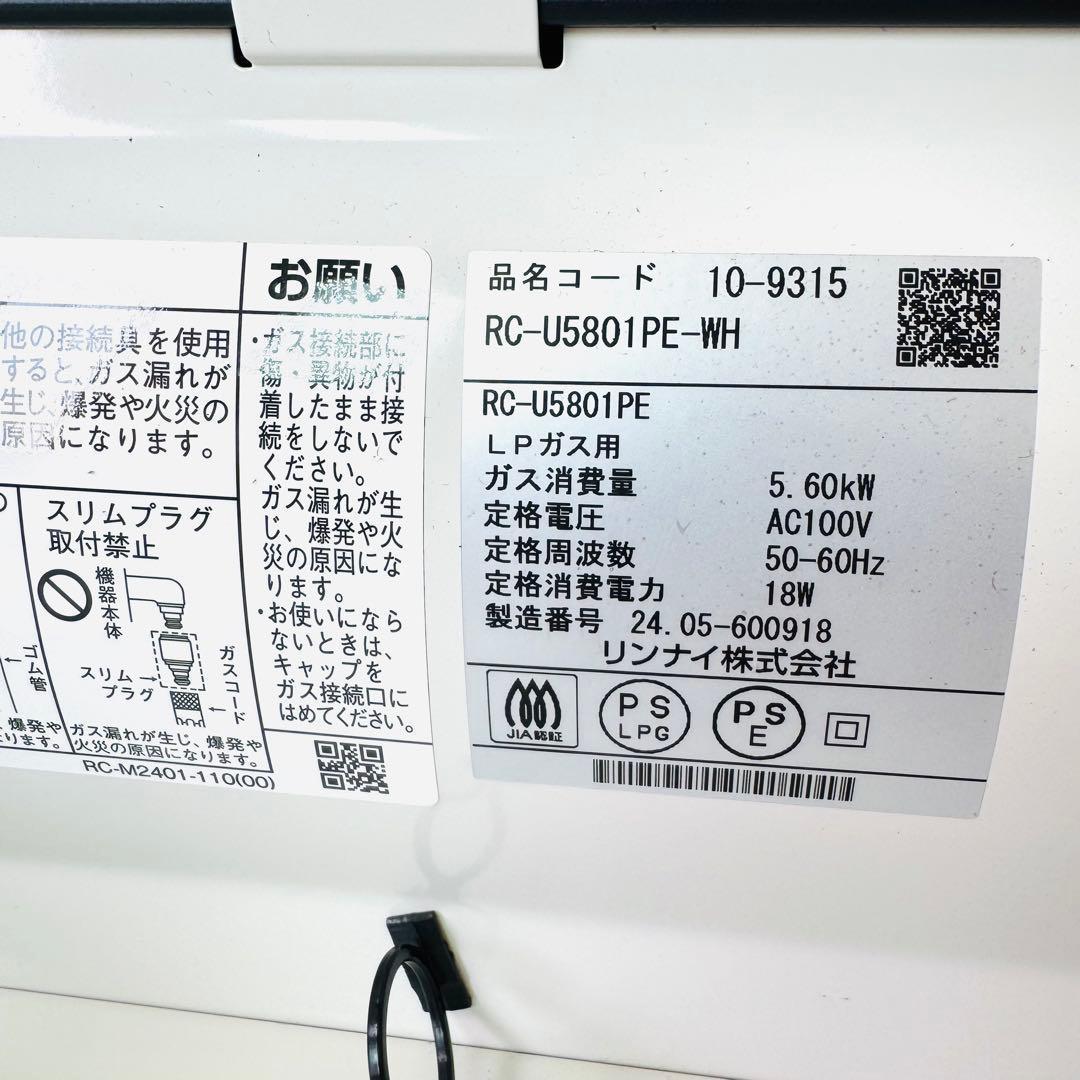 お願い
他の接続具を使用
すると、ガス漏れが
生じ、爆発や火災の
原因になります。
・ガス接続部に
傷・異物が付
着したまま接
続をしないで
ください。
ガス漏れが生
じ、爆発や火
災の原因にな
ります。
・お使いになら
ないときは、
キャップを
ガス接続口に
はめてください。
スリムプラグ
取付禁止
機器本体
スリム
プラグ
ガスコード
ゴム管
爆発や
ります。
ガス漏れが生じ、爆発や
火災の原因になります。
RC-M2401-110(00)
品名コード 10-9315
RC-U5801PE-WH
RC-U5801PE
LPガス用
ガス消費量 5.60kW
定格電圧 AC100V
定格周波数 50-60Hz
定格消費電力 18W
製造番号 24.05-600918
リンナイ株式会社
JIA認証
PS
LPG
PS
E